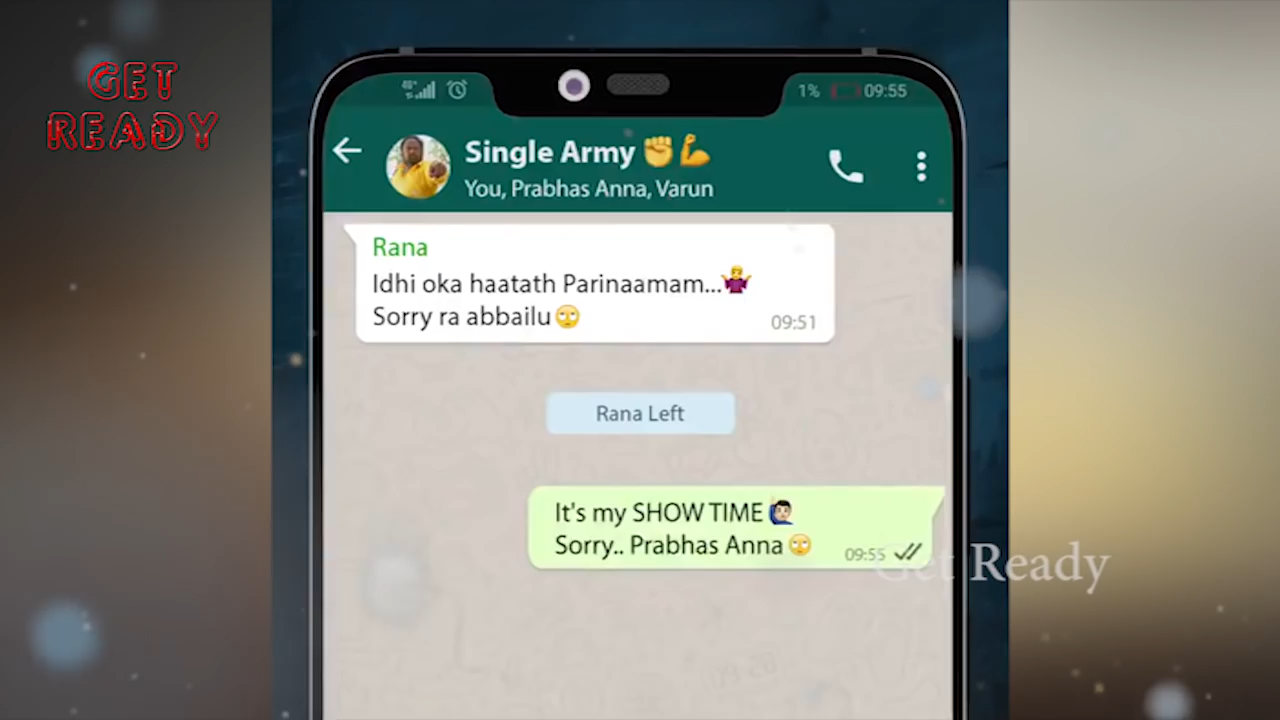 GET
READY
1% 09:55
Single Army ✊💪
You, Prabhas Anna, Varun
Rana
Idhi oka haatath Parinaamam...🤷
Sorry ra abbailu🙄
09:51
Rana Left
It's my SHOW TIME🙋🏻‍♂️
Sorry.. Prabhas Anna🙄
09:55
Get Ready